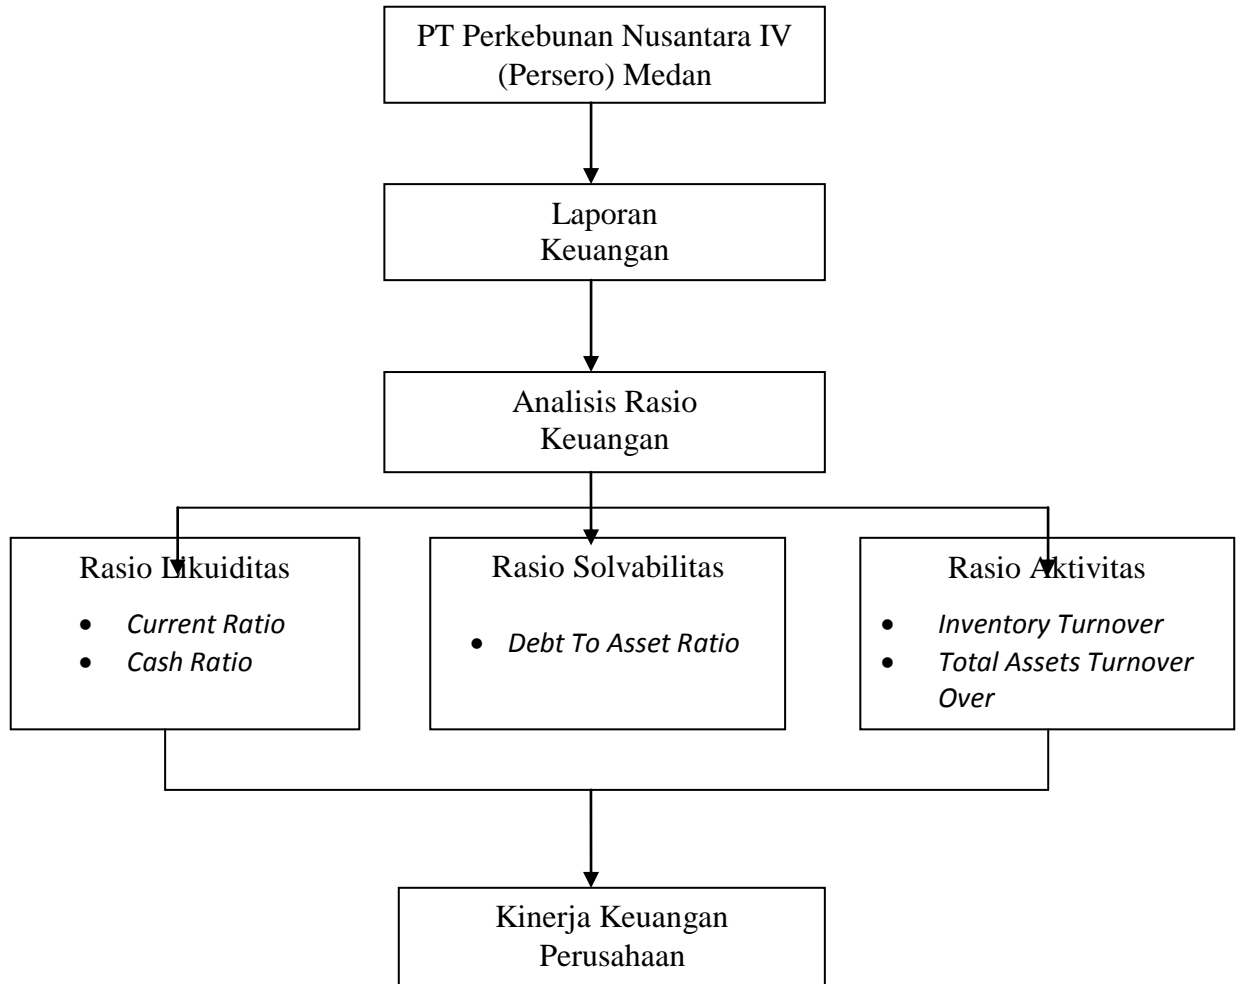 PT Perkebunan Nusantara IV
(Persero) Medan
Laporan
Keuangan
Analisis Rasio
Keuangan
Rasio Likuiditas
• Current Ratio
• Cash Ratio
Rasio Solvabilitas
• Debt To Asset Ratio
Rasio Aktivitas
• Inventory Turnover
• Total Assets Turnover
Over
Kinerja Keuangan
Perusahaan